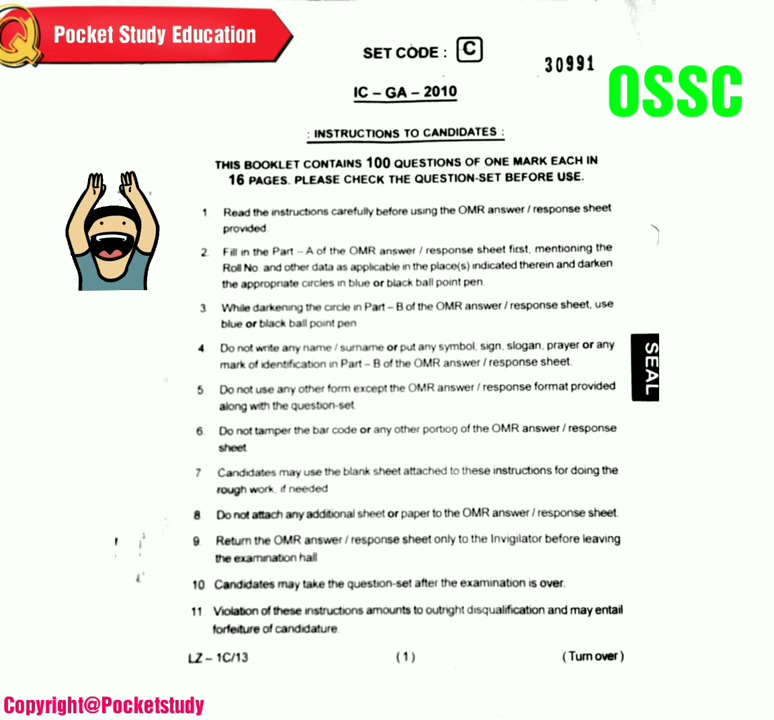 Pocket Study Education
SET CODE : C
30991
OSSC
IC – GA – 2010
: INSTRUCTIONS TO CANDIDATES :
THIS BOOKLET CONTAINS 100 QUESTIONS OF ONE MARK EACH IN
16 PAGES. PLEASE CHECK THE QUESTION-SET BEFORE USE.
1. Read the instructions carefully before using the OMR answer / response sheet
provided
2. Fill in the Part – A of the OMR answer / response sheet first, mentioning the
Roll No. and other data as applicable in the place(s) indicated therein and darken
the appropriate circles in blue or black ball point pen.
3 While darkening the circle in Part – B of the OMR answer / response sheet, use
blue or black ball point pen
4. Do not write any name / surname or put any symbol, sign, slogan, prayer or any
mark of identification in Part – B of the OMR answer / response sheet.
SEAL
5. Do not use any other form except the OMR answer / response format provided
along with the question-set.
6. Do not tamper the bar code or any other portion of the OMR answer / response
sheet
7 Candidates may use the blank sheet attached to these instructions for doing the
rough work, if needed
8. Do not attach any additional sheet or paper to the OMR answer / response sheet.
9. Return the OMR answer / response sheet only to the Invigilator before leaving
the examination hall
10 Candidates may take the question-set after the examination is over.
11. Violation of these instructions amounts to outright disqualification and may entail
forfeiture of candidature.
LZ – 1C/13 (1) (Turn over)
Copyright@Pocketstudy